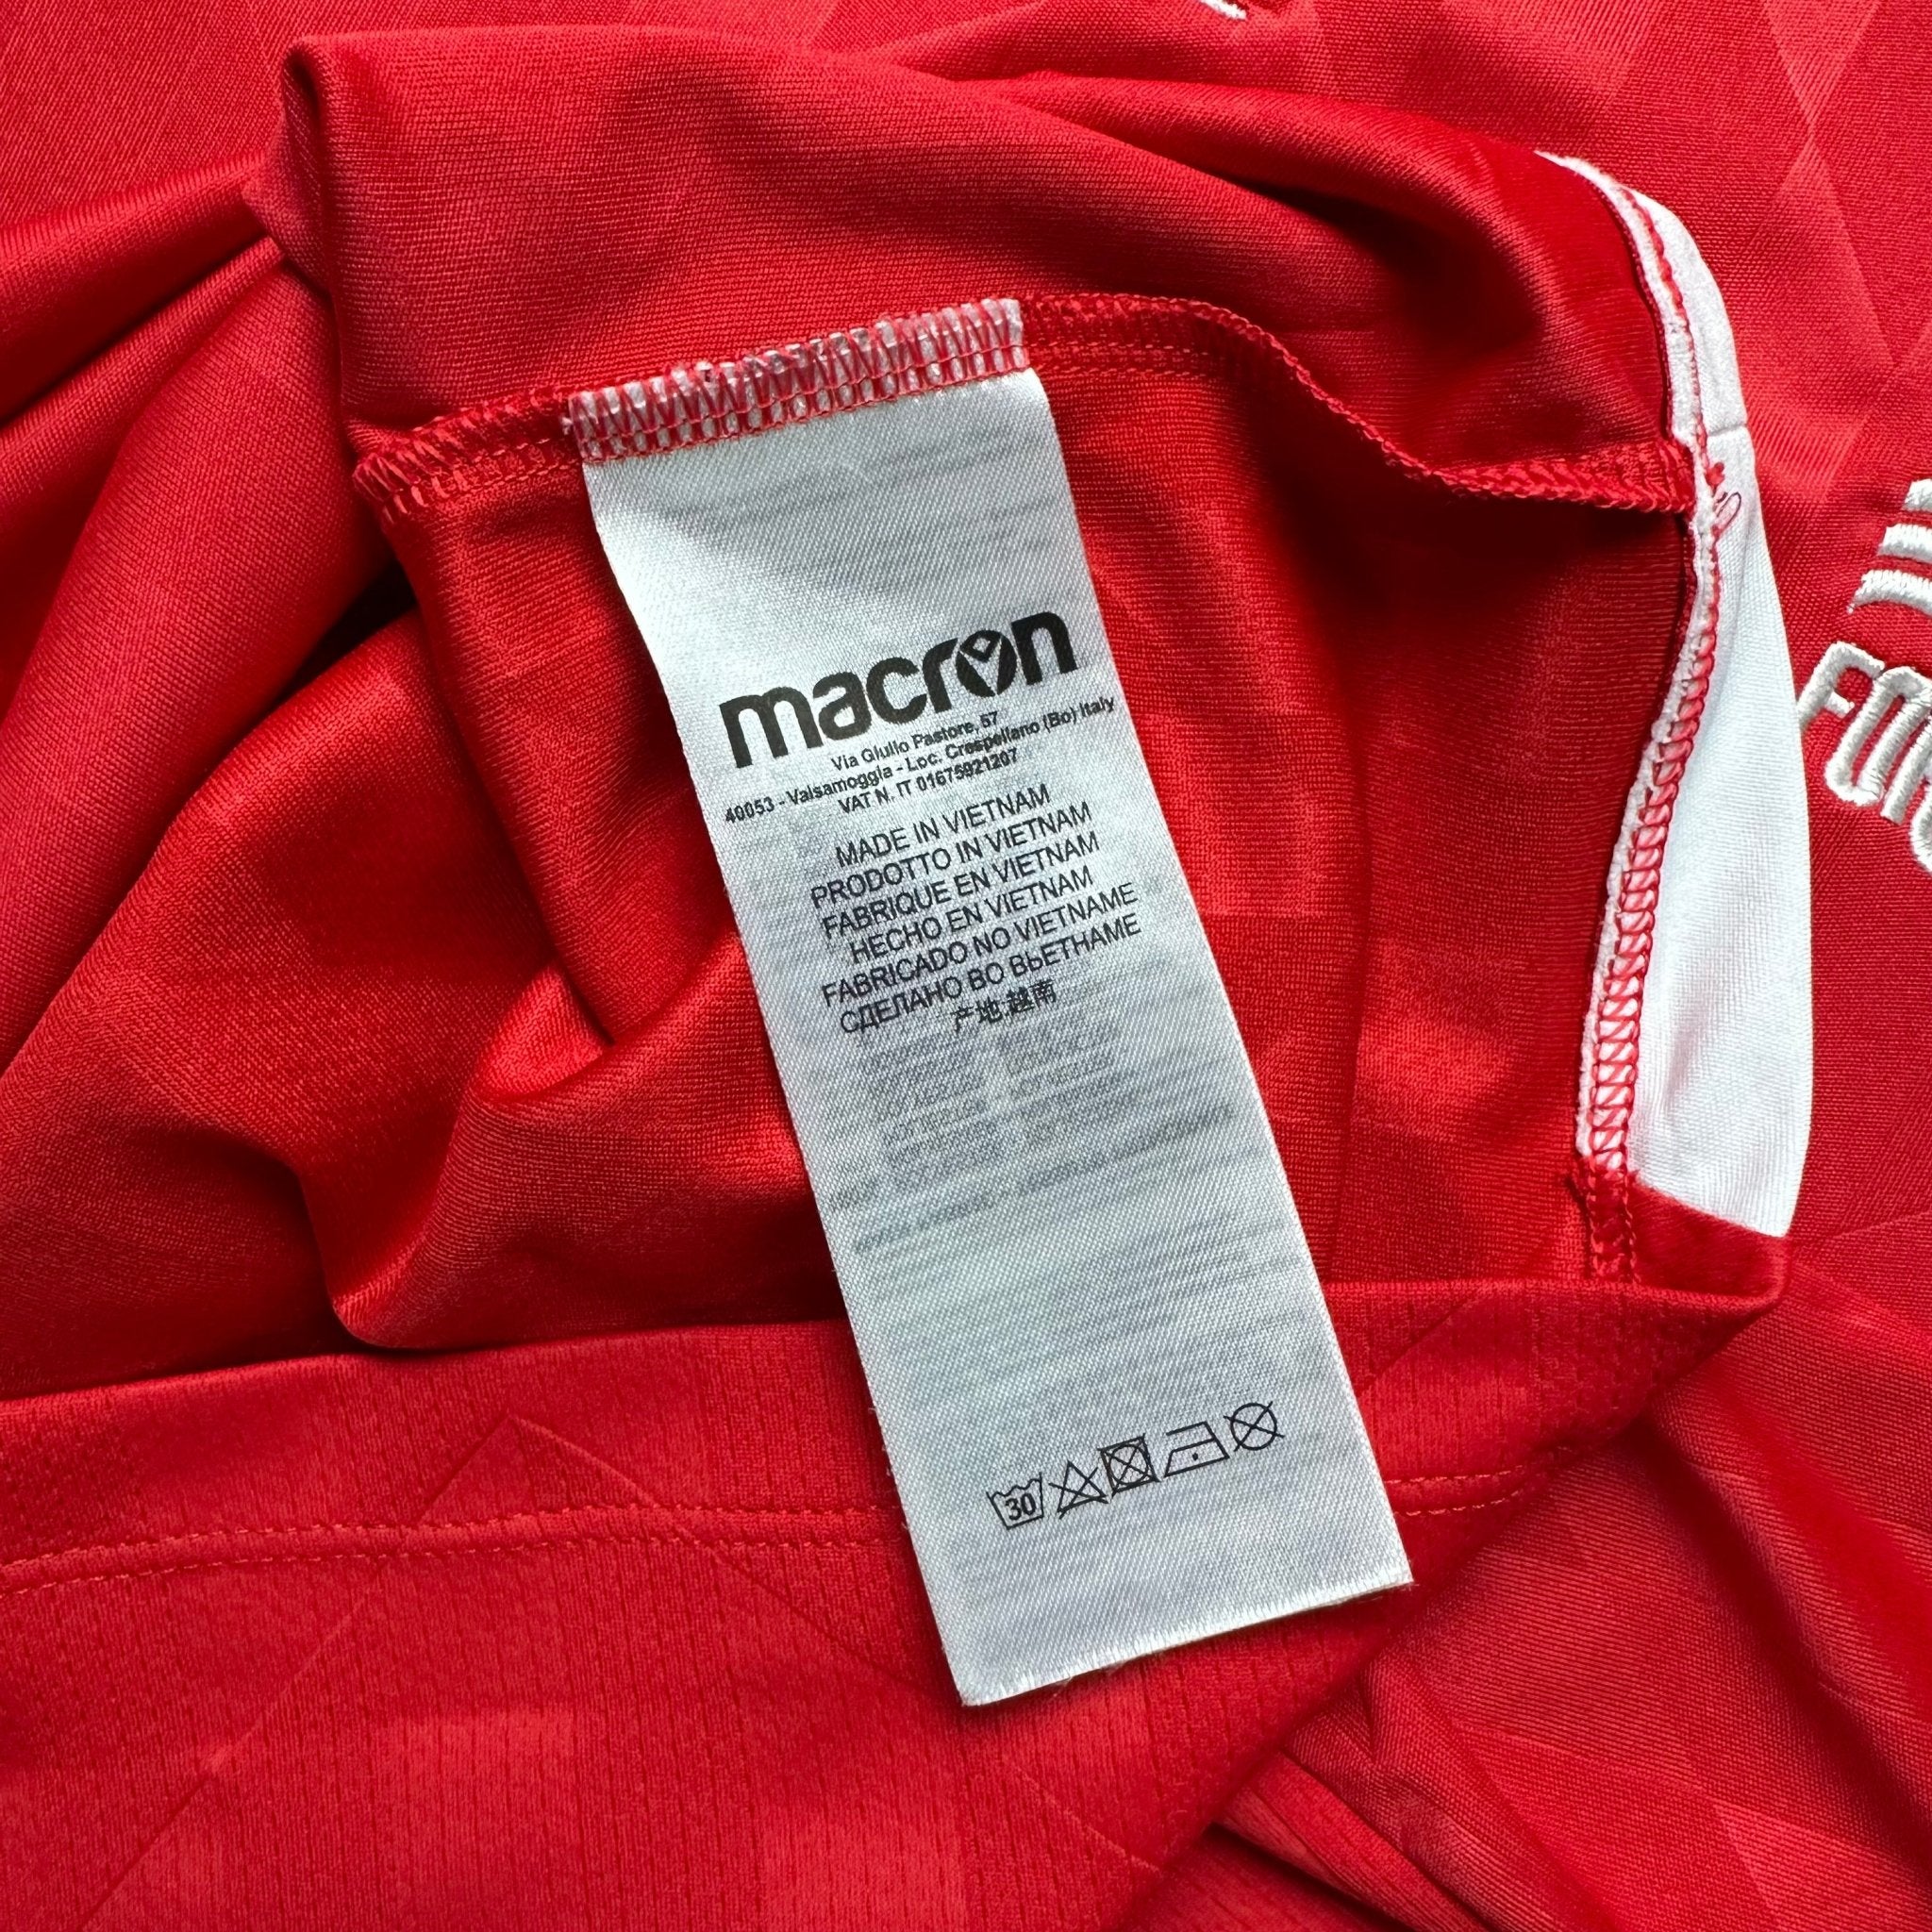 macron
Via Giulio Pastore, 57
40053 - Valsamoggia - Loc. Crespellano (Bo) Italy
VAT N. IT 01675921207
MADE IN VIETNAM
PRODOTTO IN VIETNAM
FABRIQUE EN VIETNAM
HECHO EN VIETNAM
FABRICADO NO VIETNAME
СДЕЛАНО ВО ВЬЕТНАМЕ
产地:越南
30